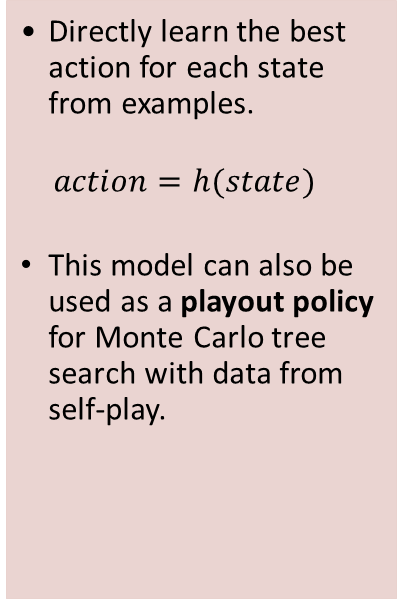 • Directly learn the best
action for each state
from examples.
action = h(state)
• This model can also be
used as a playout policy
for Monte Carlo tree
search with data from
self-play.